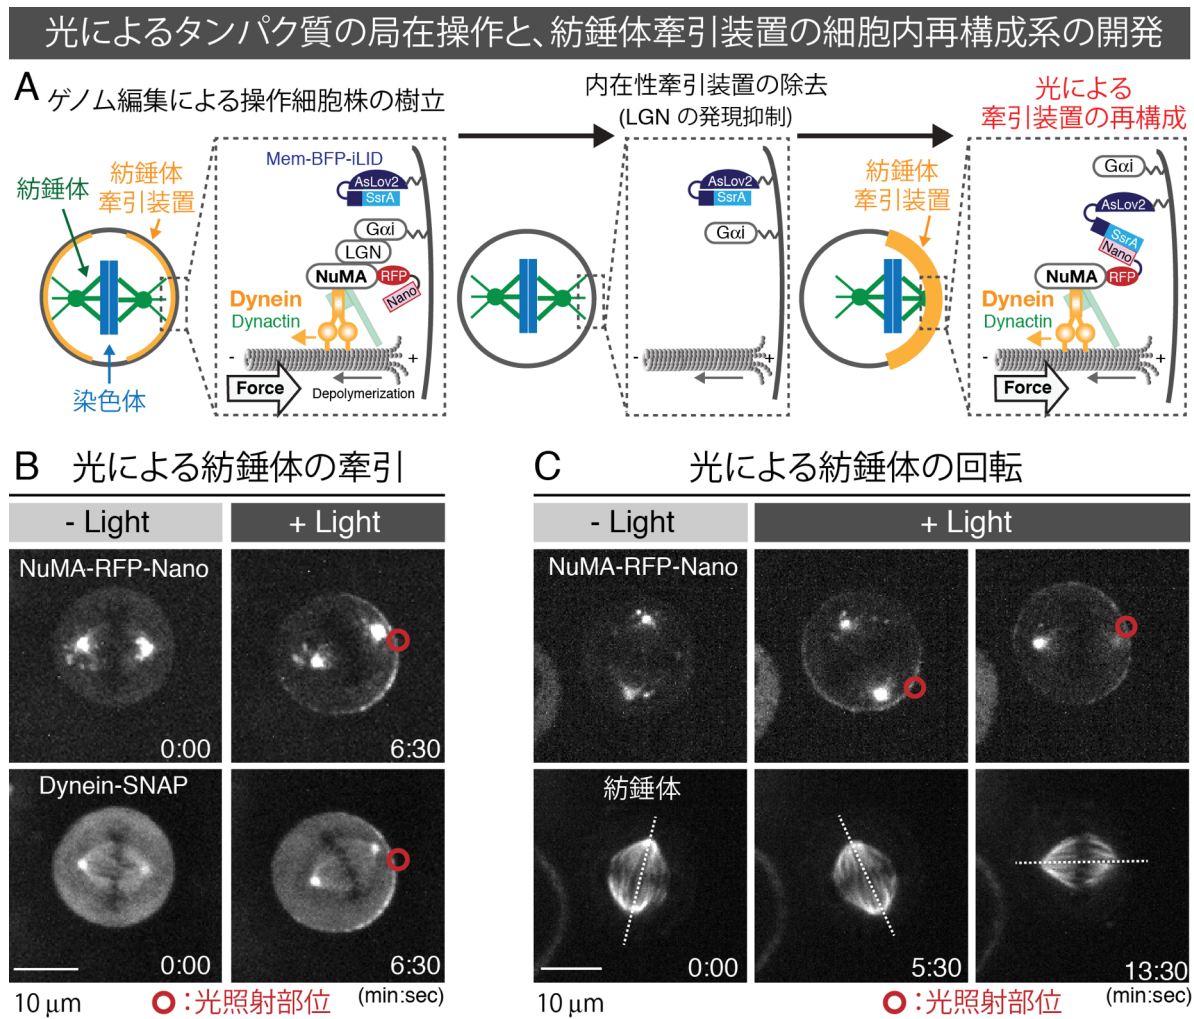 光によるタンパク質の局在操作と、紡錘体牽引装置の細胞内再構成系の開発
A
ゲノム編集による操作細胞株の樹立
内在性牽引装置の除去
(LGN の発現抑制)
光による
牽引装置の再構成
紡錘体
紡錘体
牽引装置
染色体
Mem-BFP-iLID
AsLov2
SsrA
Gαi
LGN
NuMA
RFP
Nano
Dynein
Dynactin
-
+
Force
Depolymerization
AsLov2
SsrA
Gαi
-
+
紡錘体
牽引装置
Gαi
AsLov2
SsrA
Nano
NuMA
RFP
Dynein
Dynactin
-
+
Force
B 光による紡錘体の牽引
- Light
+ Light
NuMA-RFP-Nano
0:00
6:30
Dynein-SNAP
0:00
6:30
10 μm
：光照射部位
(min:sec)
C 光による紡錘体の回転
- Light
+ Light
NuMA-RFP-Nano
紡錘体
0:00
5:30
13:30
10 μm
：光照射部位
(min:sec)